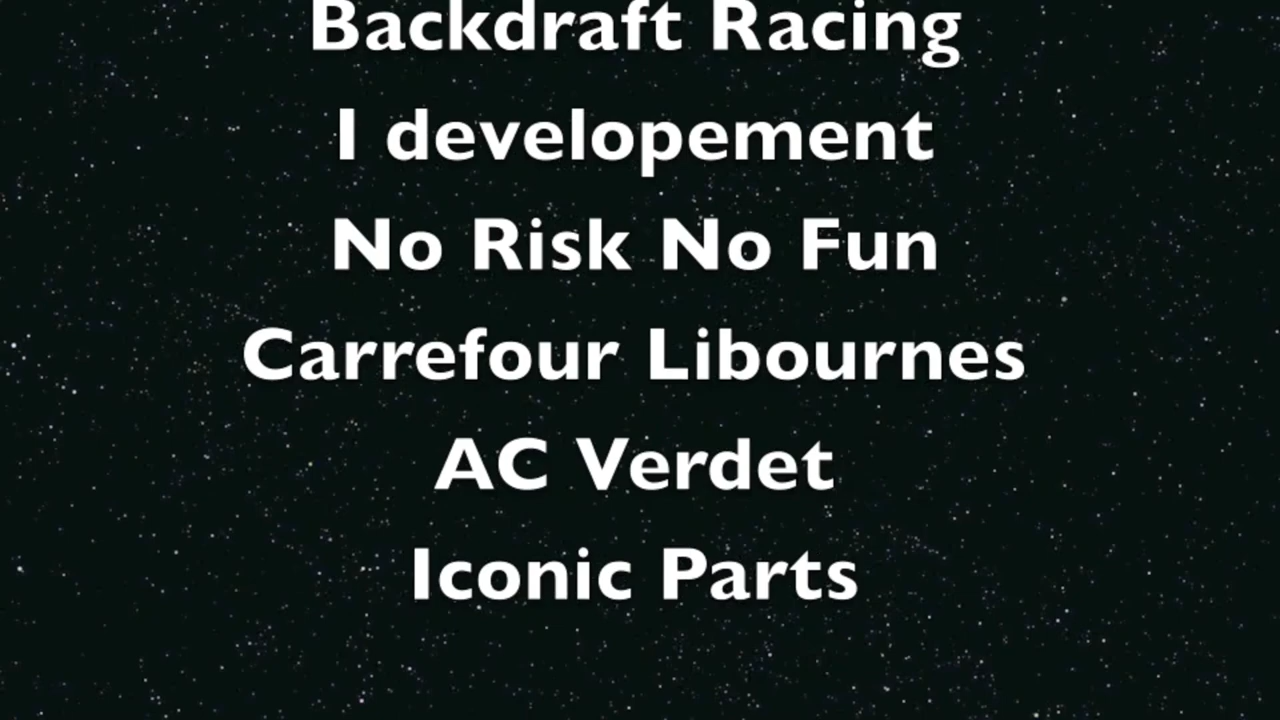 Backdraft Racing
I developement
No Risk No Fun
Carrefour Libournes
AC Verdet
Iconic Parts